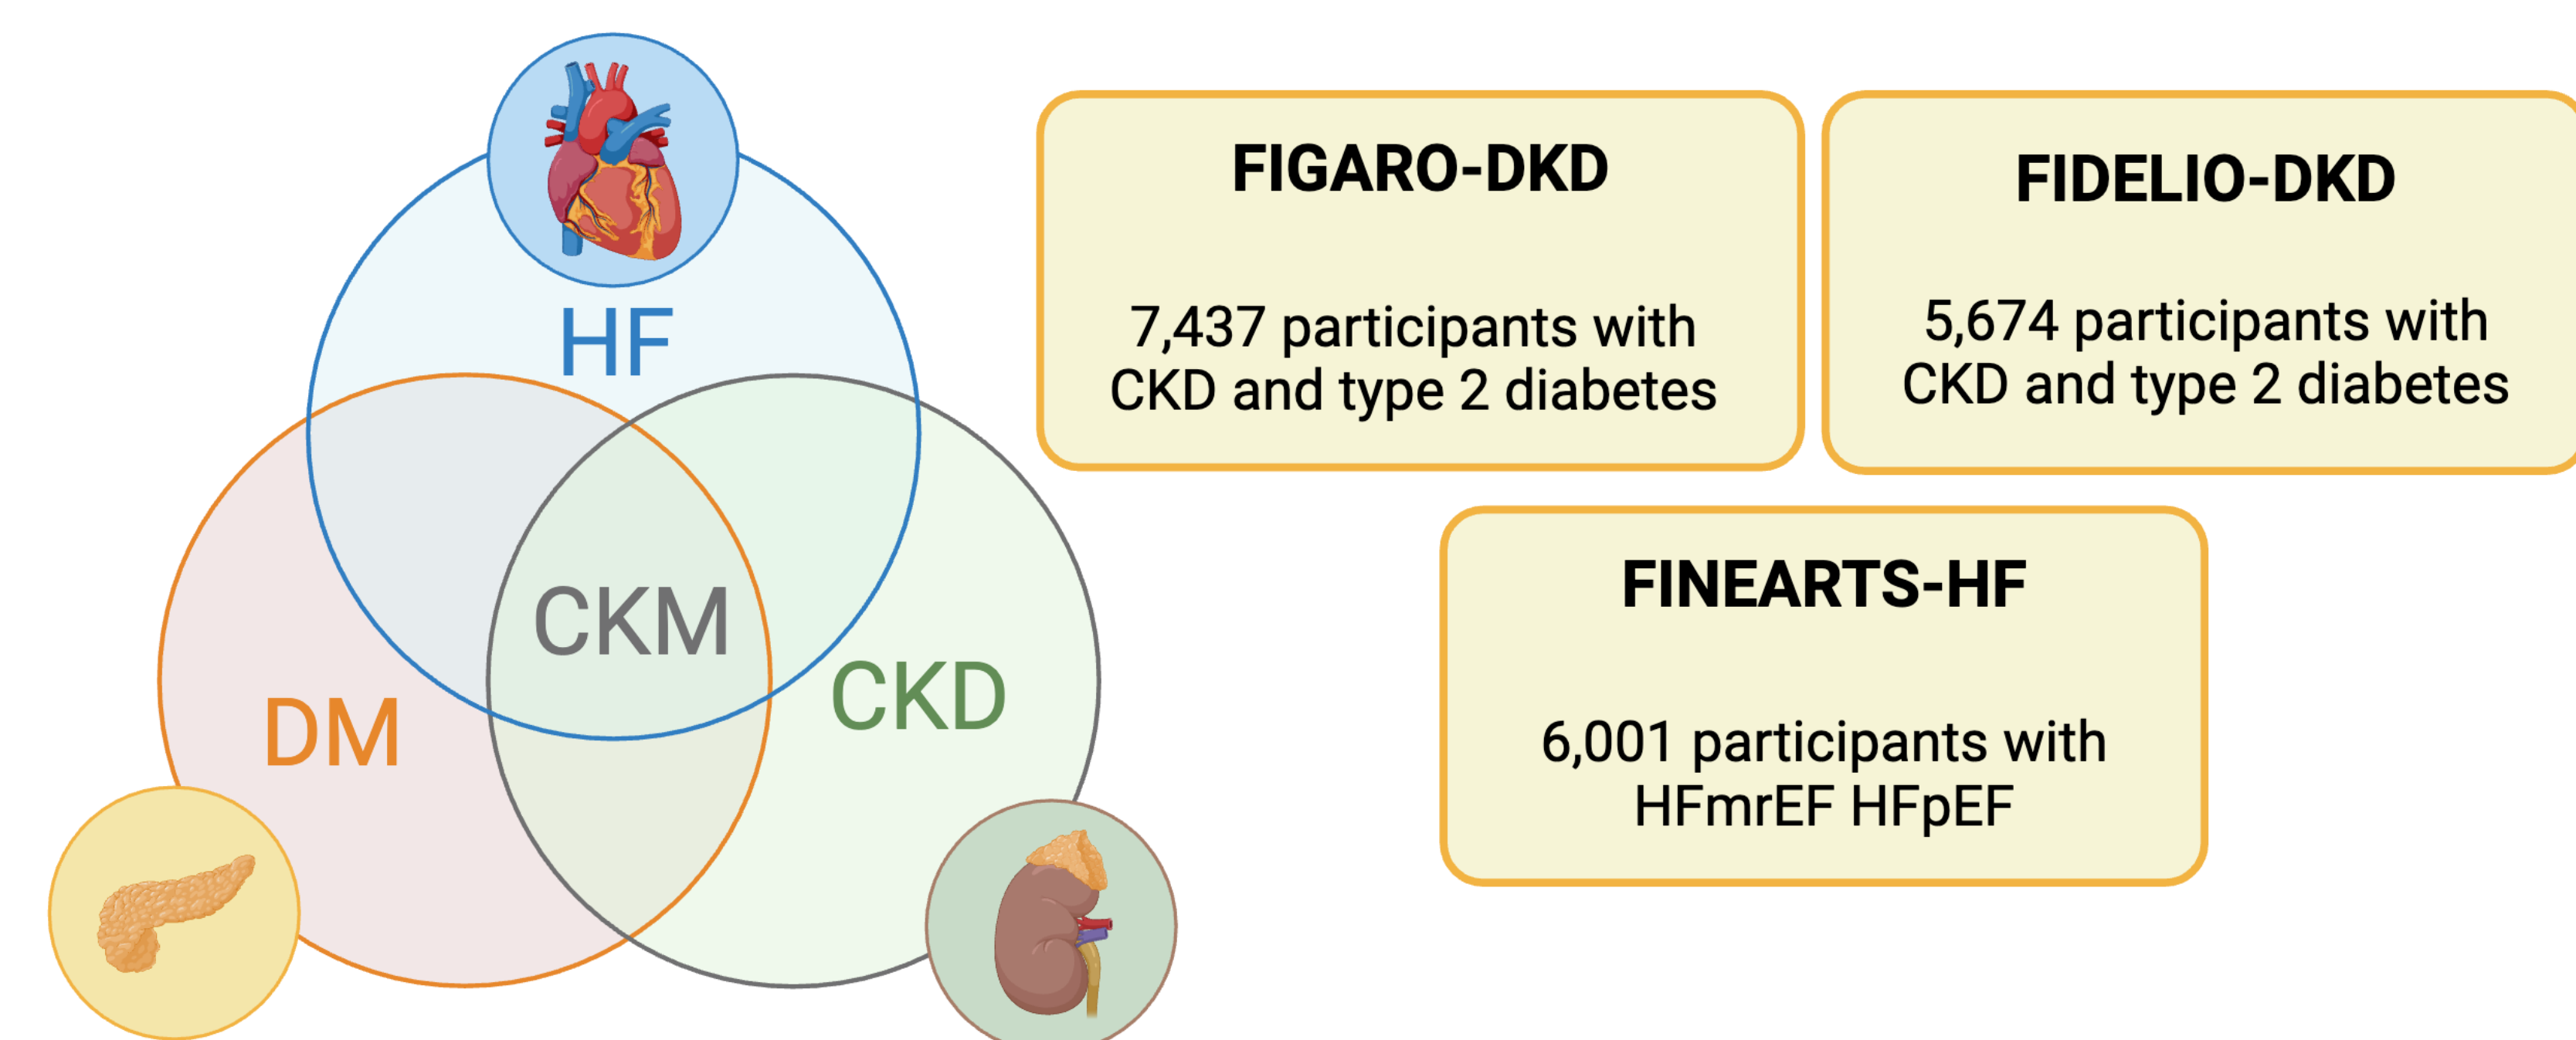 HF
DM
CKM
CKD
FIGARO-DKD
7,437 participants with
CKD and type 2 diabetes
FIDELIO-DKD
5,674 participants with
CKD and type 2 diabetes
FINEARTS-HF
6,001 participants with
HFmrEF HFpEF